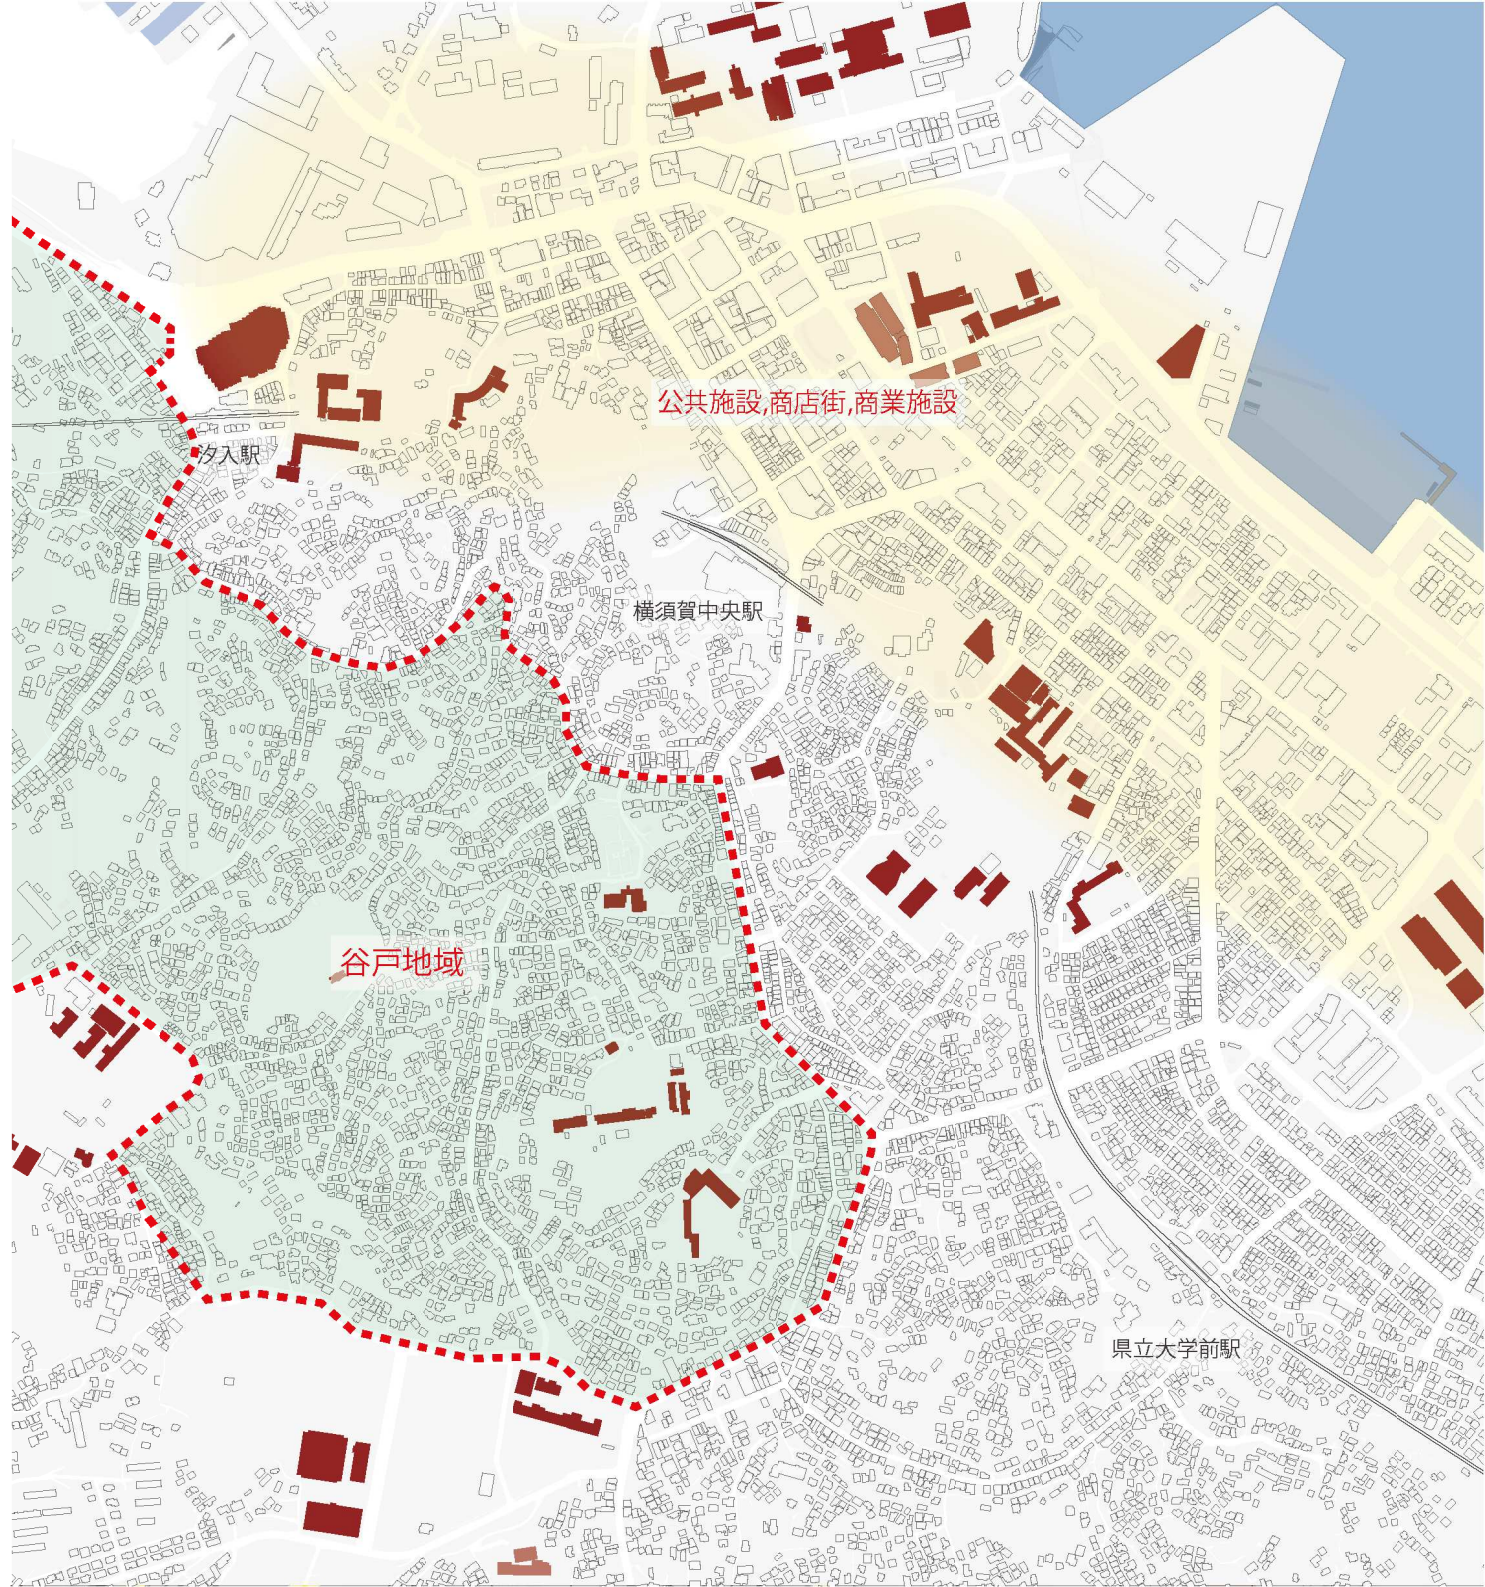 公共施設,商店街,商業施設
汐入駅
横須賀中央駅
谷戸地域
県立大学前駅